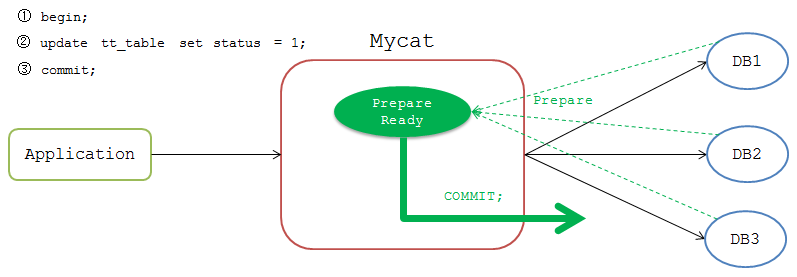 ① begin;
② update tt_table set status = 1;
③ commit;
Mycat
Application
Prepare
Ready
Prepare
COMMIT;
DB1
DB2
DB3